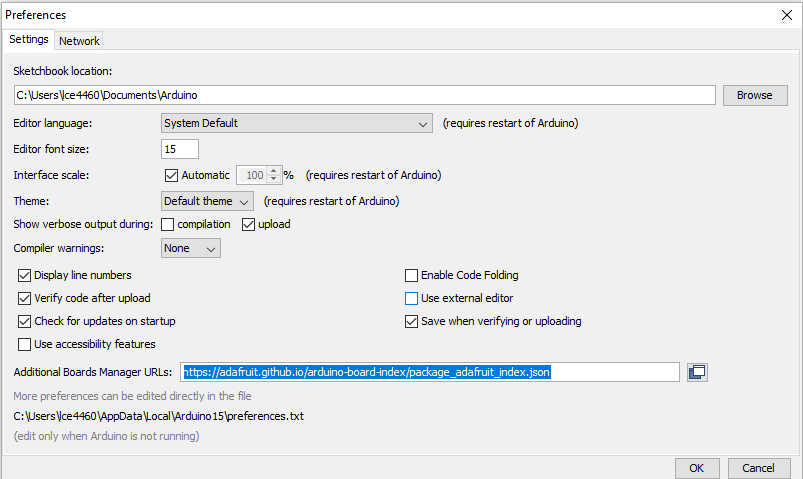 Preferences
Settings Network
Sketchbook location:
C:\Users\lce4460\Documents\Arduino Browse
Editor language: System Default (requires restart of Arduino)
Editor font size: 15
Interface scale: Automatic 100 % (requires restart of Arduino)
Theme: Default theme (requires restart of Arduino)
Show verbose output during: compilation upload
Compiler warnings: None
Display line numbers Enable Code Folding
Verify code after upload Use external editor
Check for updates on startup Save when verifying or uploading
Use accessibility features
Additional Boards Manager URLs: https://adafruit.github.io/arduino-board-index/package_adafruit_index.json
More preferences can be edited directly in the file
C:\Users\lce4460\AppData\Local\Arduino15\preferences.txt
(edit only when Arduino is not running)
OK Cancel